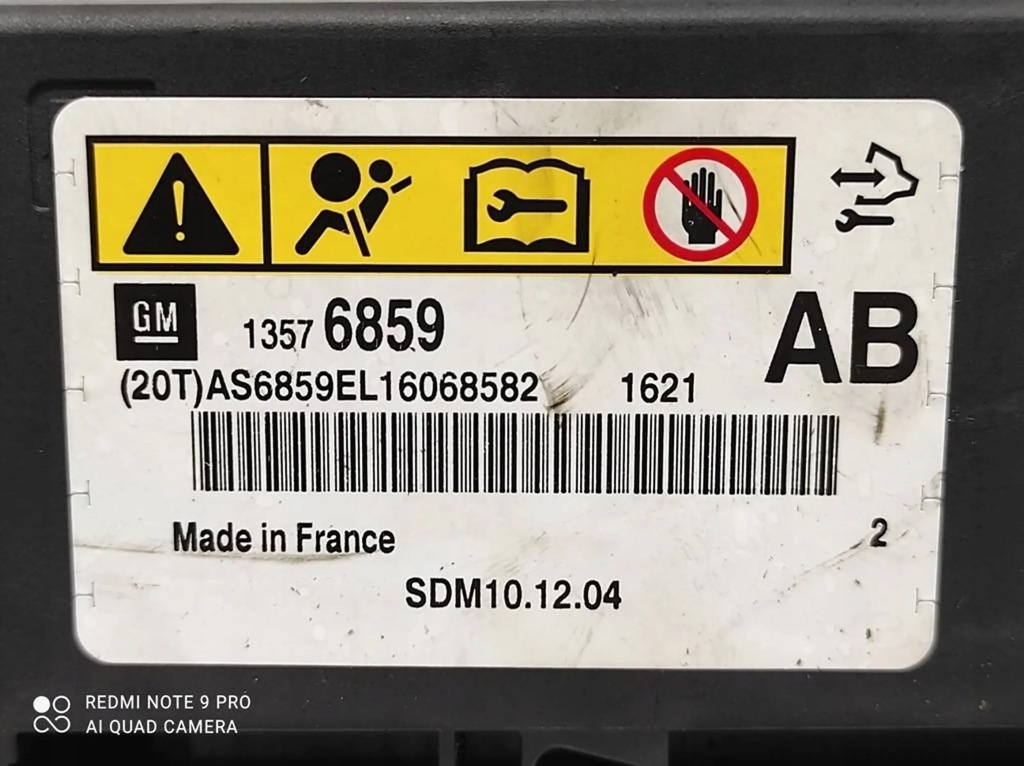 GM
1357 6859
AB
(20T)AS6859EL16068582 1621
Made in France
2
SDM10.12.04
REDMI NOTE 9 PRO
AI QUAD CAMERA